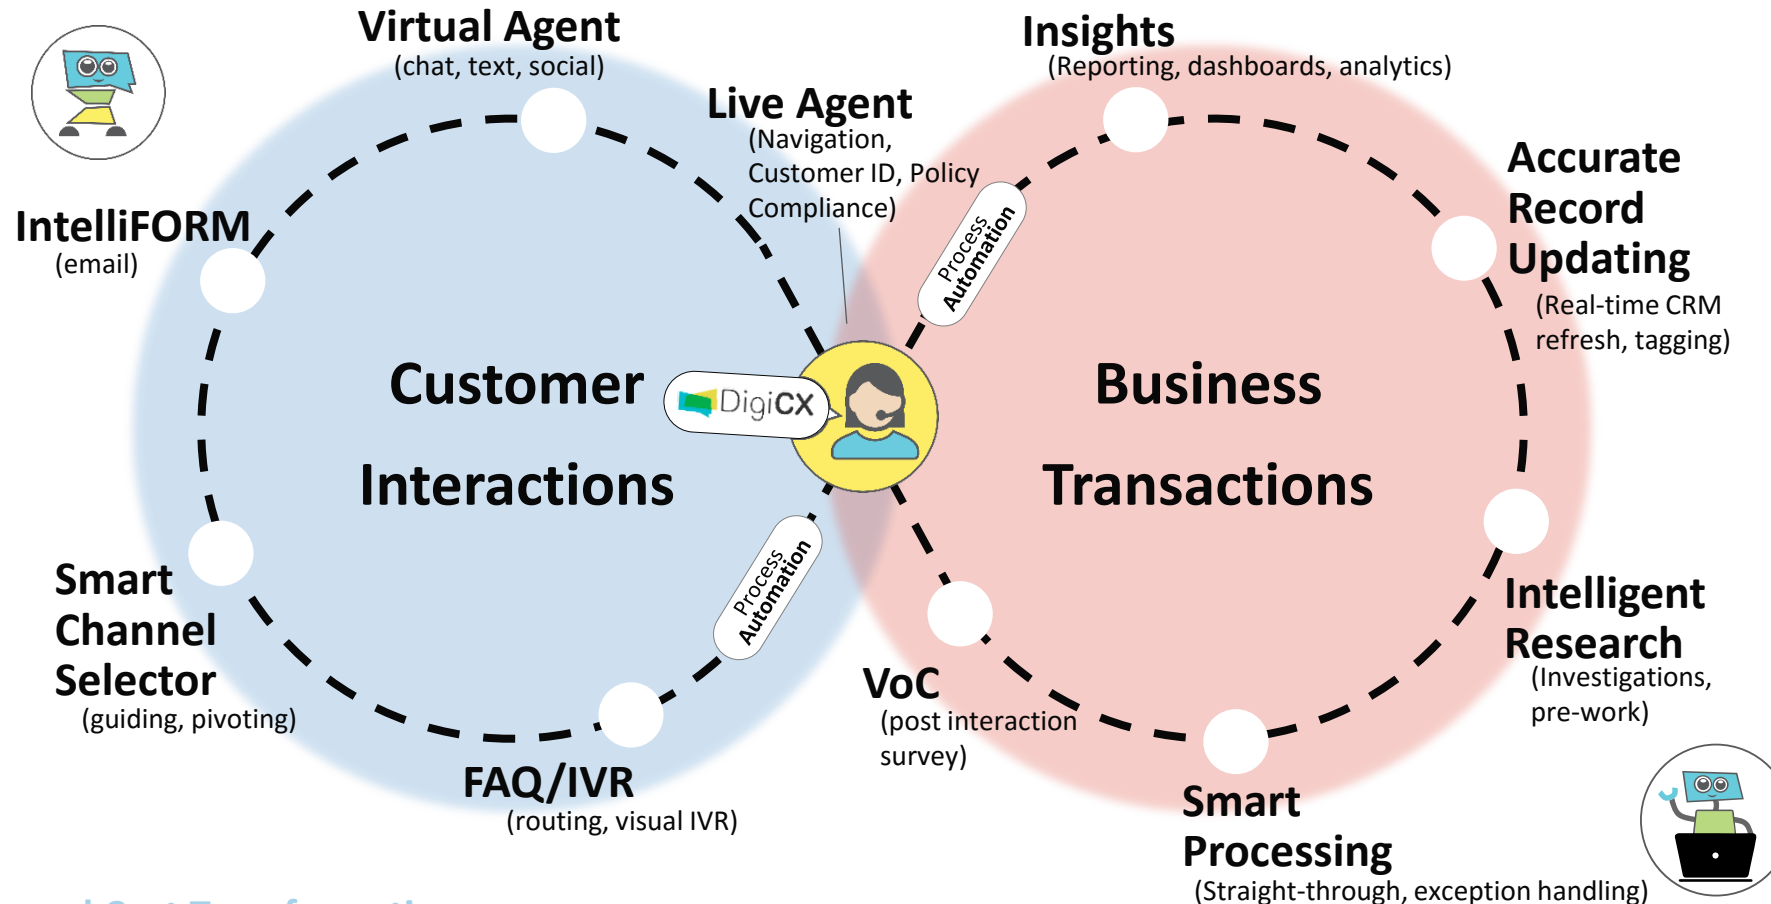 Virtual Agent
(chat, text, social)
Insights
(Reporting, dashboards, analytics)
Live Agent
(Navigation,
Customer ID, Policy
Compliance)
Accurate
Record
Updating
(Real-time CRM
refresh, tagging)
IntelliFORM
(email)
Process
Automation
Customer
Interactions
DigiCX
Business
Transactions
Process
Automation
Smart
Channel
Selector
(guiding, pivoting)
Intelligent
Research
(Investigations,
pre-work)
VoC
(post interaction
survey)
FAQ/IVR
(routing, visual IVR)
Smart
Processing
(Straight-through, exception handling)